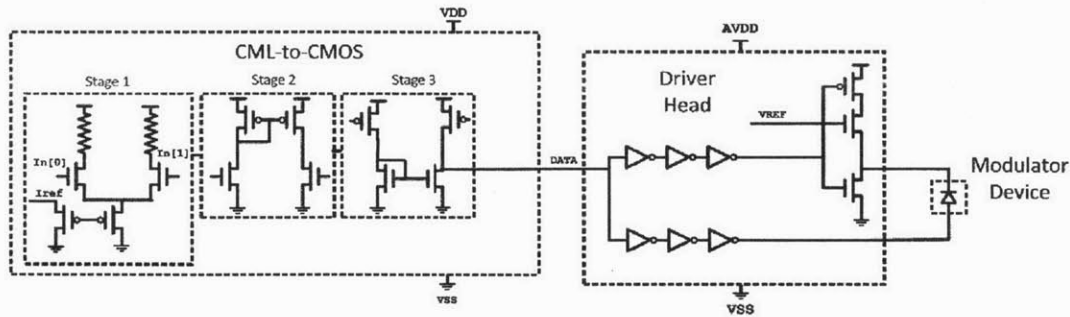 VDD
CML-to-CMOS
Stage 1
Stage 2
Stage 3
In[0]
In[1]
Iref
VSS
DATA
AVDD
Driver
Head
VREF
VSS
Modulator
Device